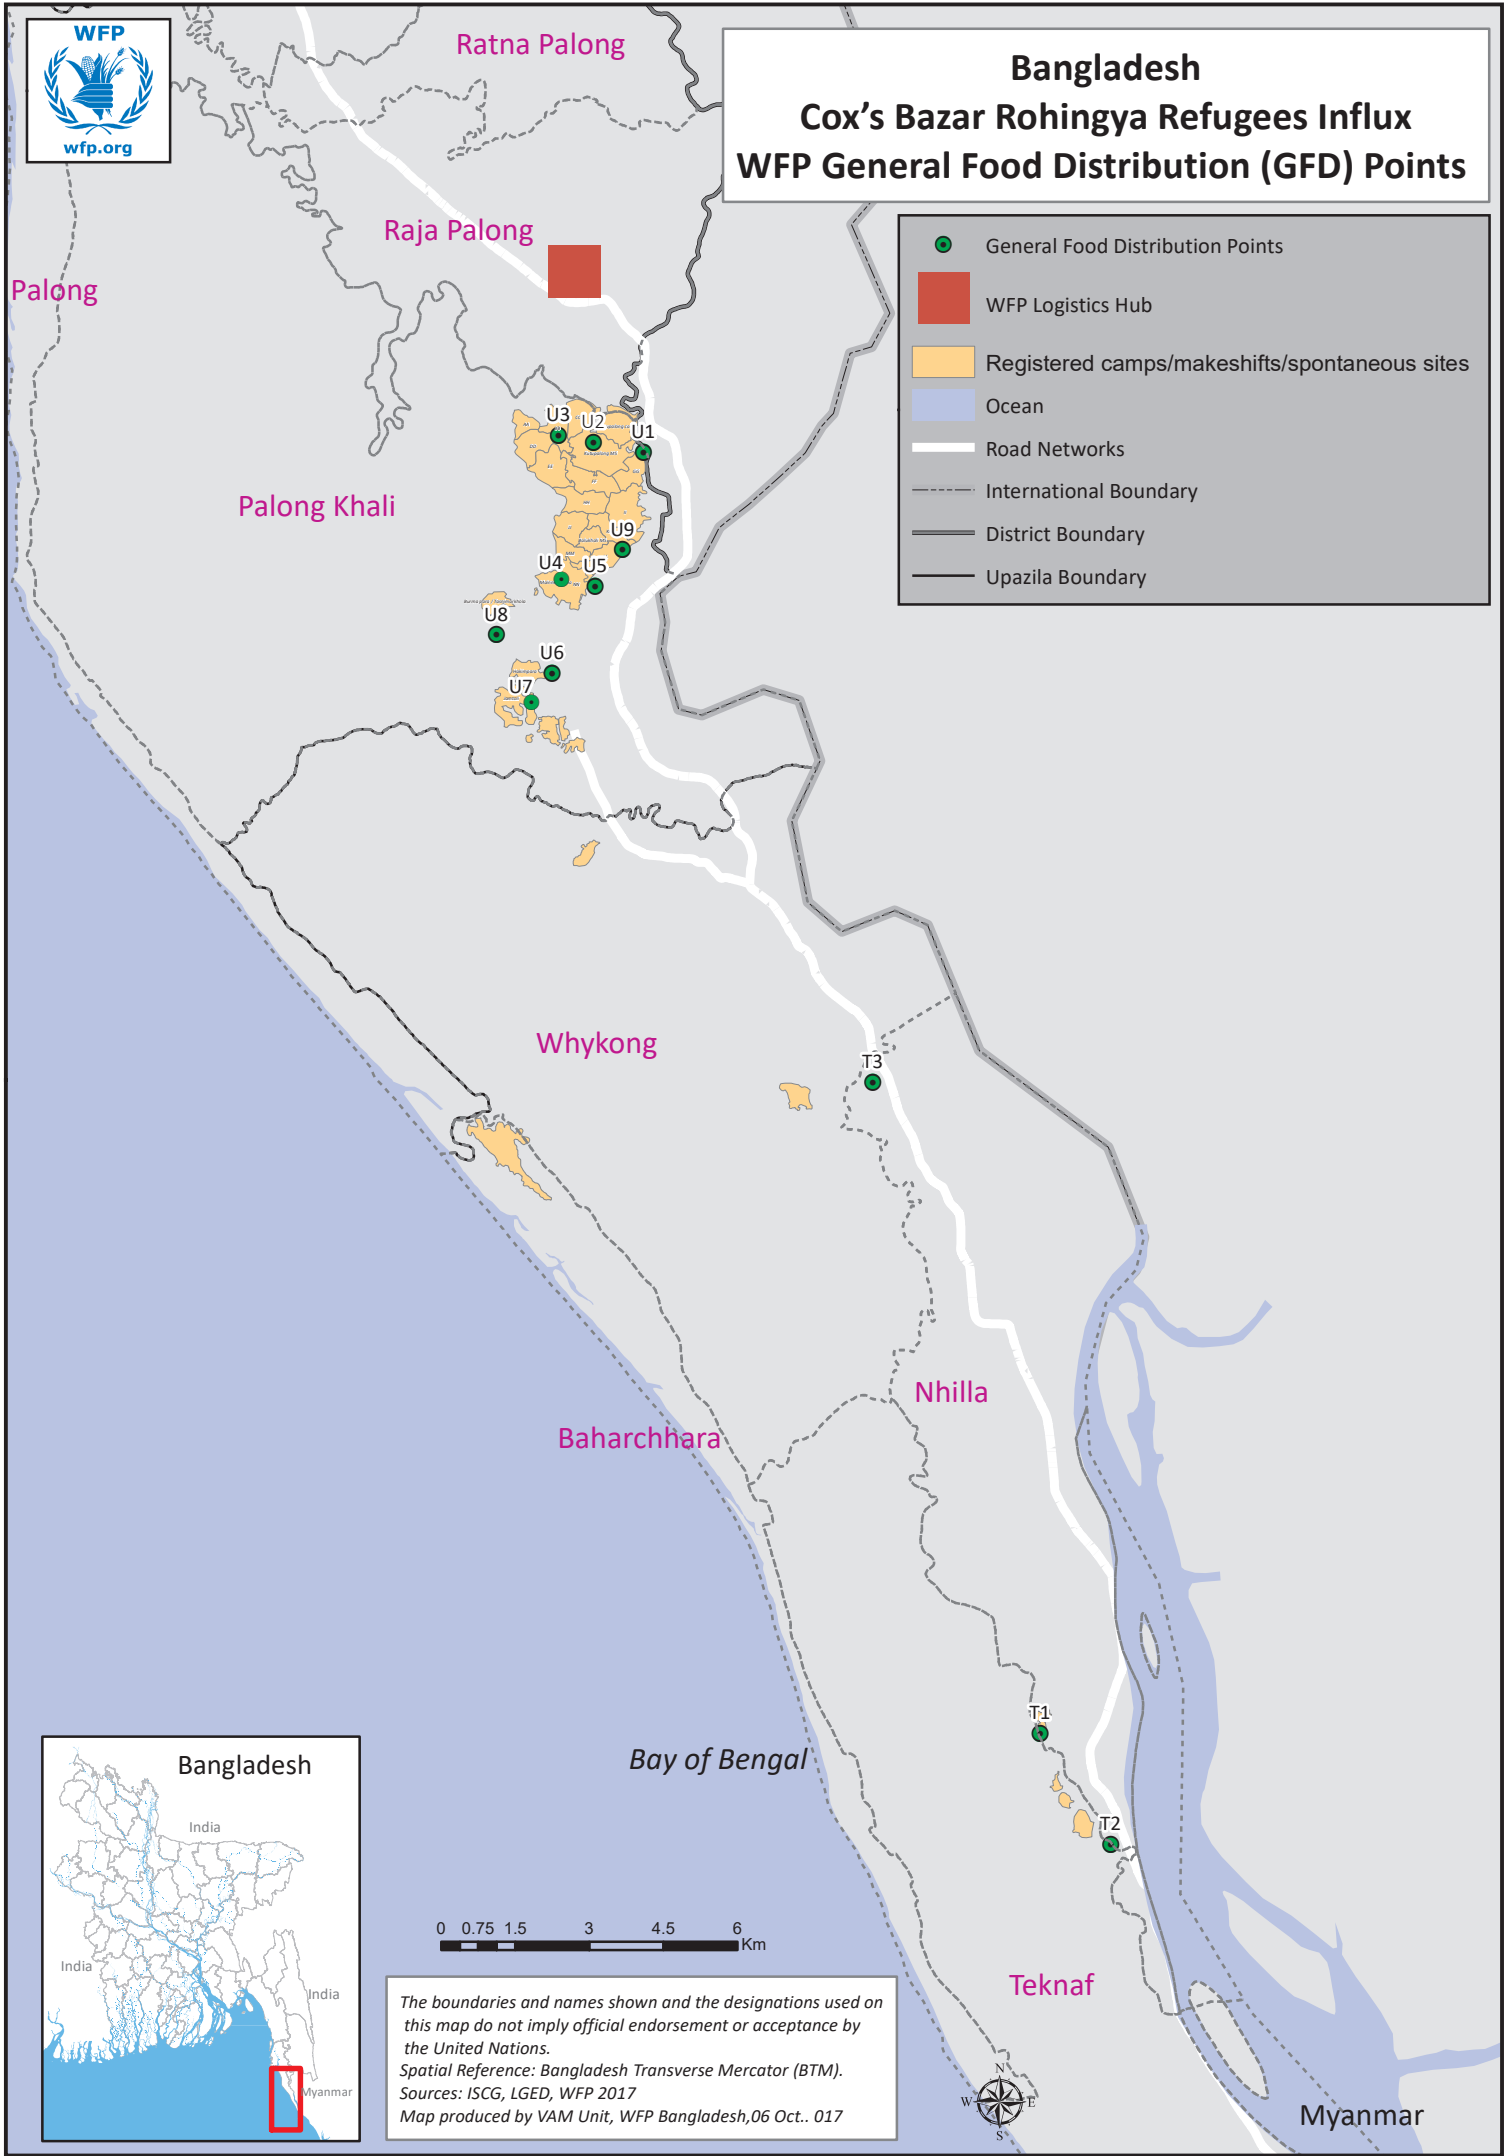 WFP
wfp.org
Bangladesh
Cox's Bazar Rohingya Refugees Influx
WFP General Food Distribution (GFD) Points
General Food Distribution Points
WFP Logistics Hub
Registered camps/makeshifts/spontaneous sites
Ocean
Road Networks
International Boundary
District Boundary
Upazila Boundary
Ratna Palong
Raja Palong
Palong
U3
U2
U1
Palong Khali
U9
U4
U5
U8
U6
U7
Whykong
T3
Nhilla
Baharchhara
T1
Bay of Bengal
T2
Teknaf
Myanmar
Bangladesh
India
India
India
Myanmar
0 0.75 1.5 3 4.5 6
Km
The boundaries and names shown and the designations used on
this map do not imply official endorsement or acceptance by
the United Nations.
Spatial Reference: Bangladesh Transverse Mercator (BTM).
Sources: ISCG, LGED, WFP 2017
Map produced by VAM Unit, WFP Bangladesh,06 Oct.. 017
N
W E
S